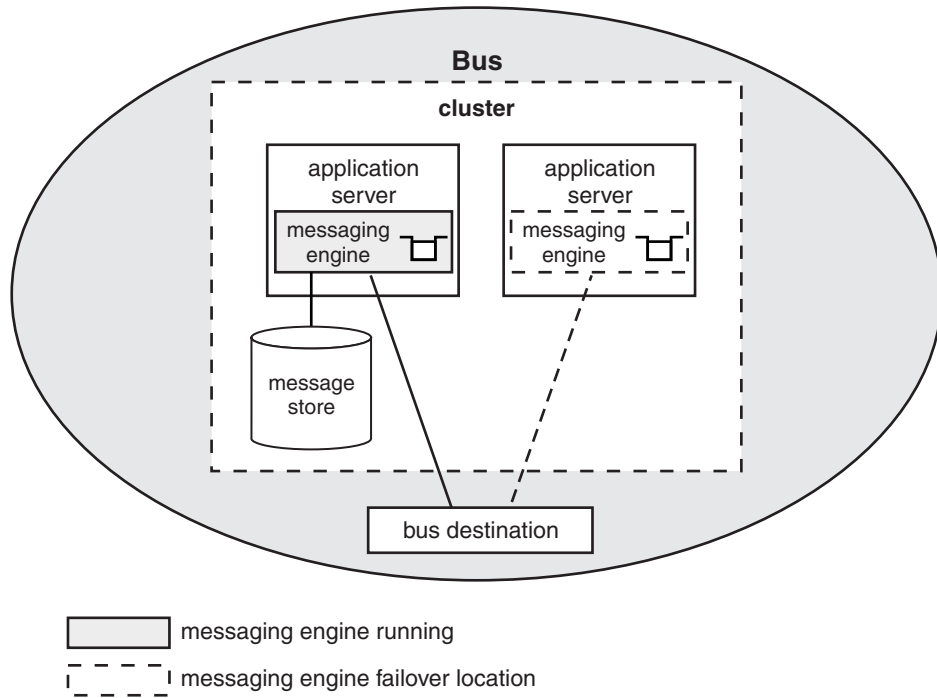 Bus
cluster
application
server
messaging
engine
application
server
messaging
engine
message
store
bus destination
messaging engine running
messaging engine failover location